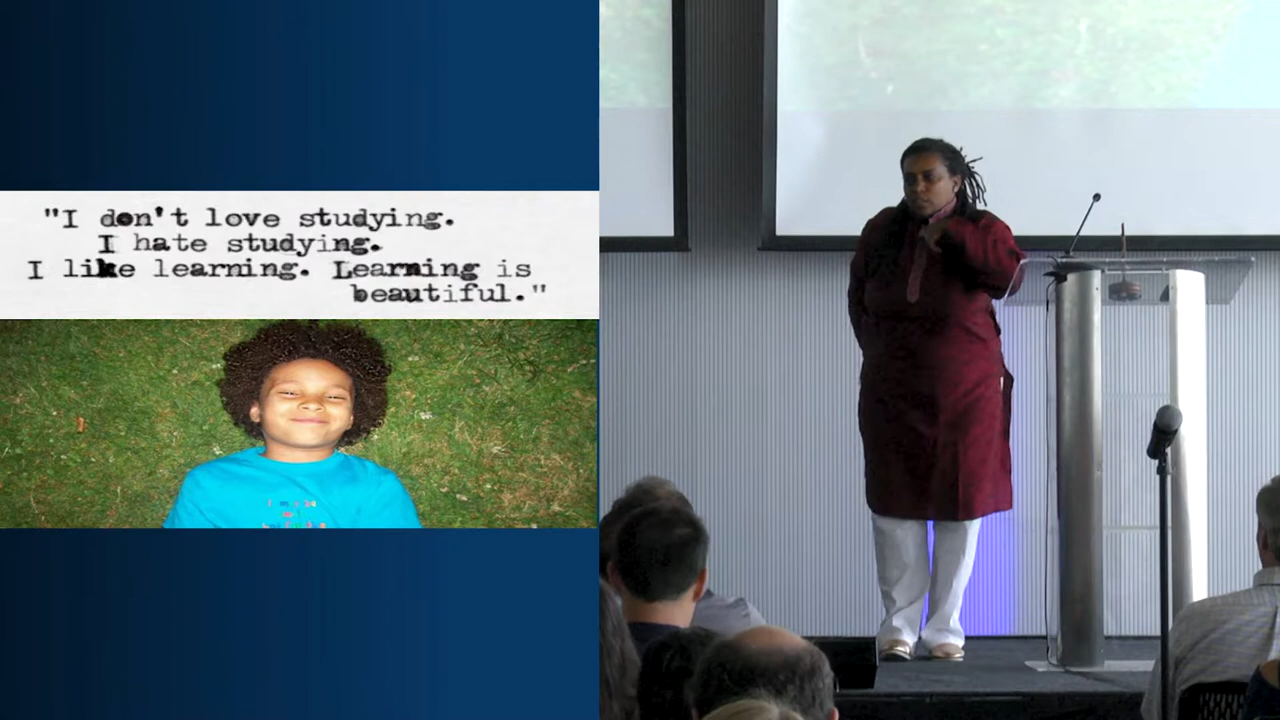 "I don't love studying.
I hate studying.
I like learning. Learning is
beautiful."